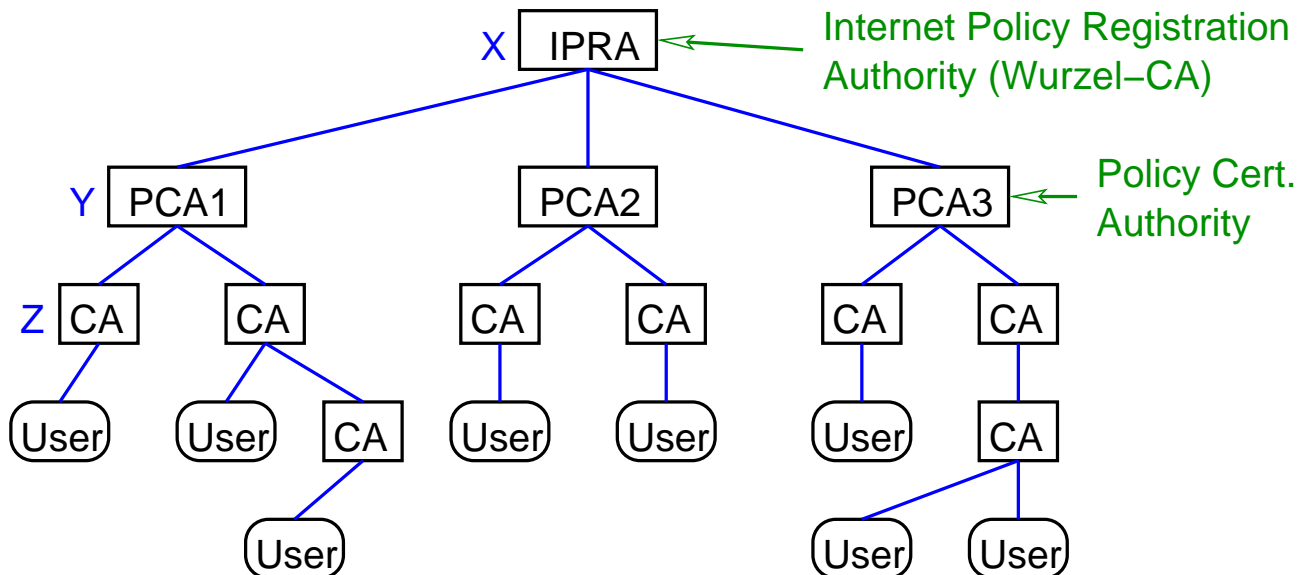 X IPRA
Internet Policy Registration
Authority (Wurzel–CA)
Y PCA1 PCA2 PCA3
Policy Cert.
Authority
Z CA CA CA CA CA CA
User User CA User User User CA
User User User